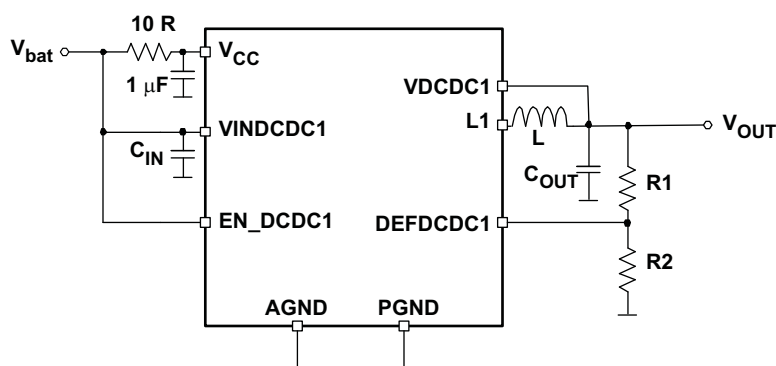 10 R
V_bat
V_CC
1 μF
VDCDC1
L1
V_OUT
VINDCDC1
L
C_IN
C_OUT
R1
EN_DCDC1
DEFDCDC1
R2
AGND
PGND